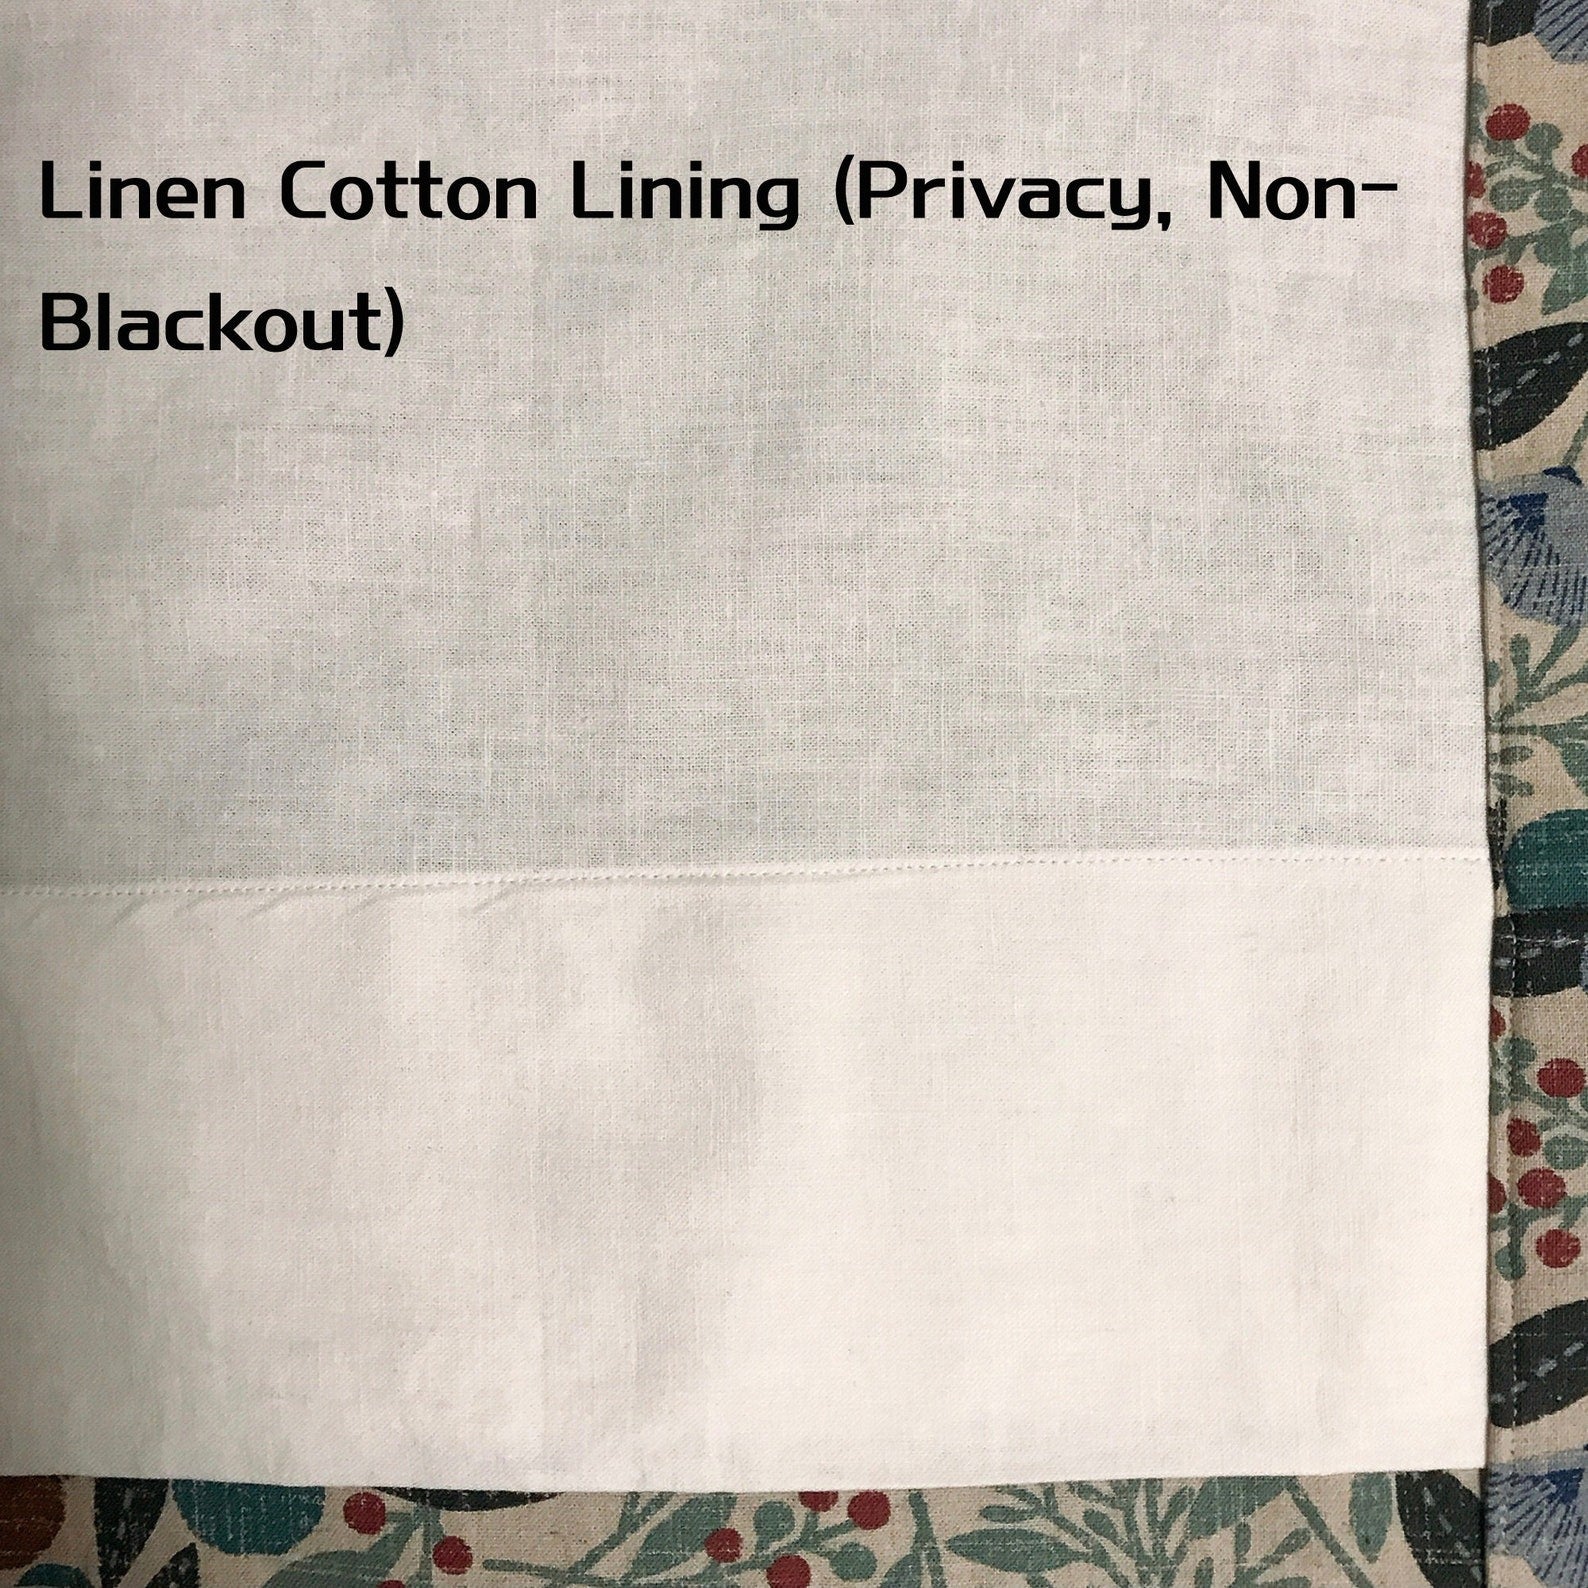 Linen Cotton Lining (Privacy, Non-
Blackout)